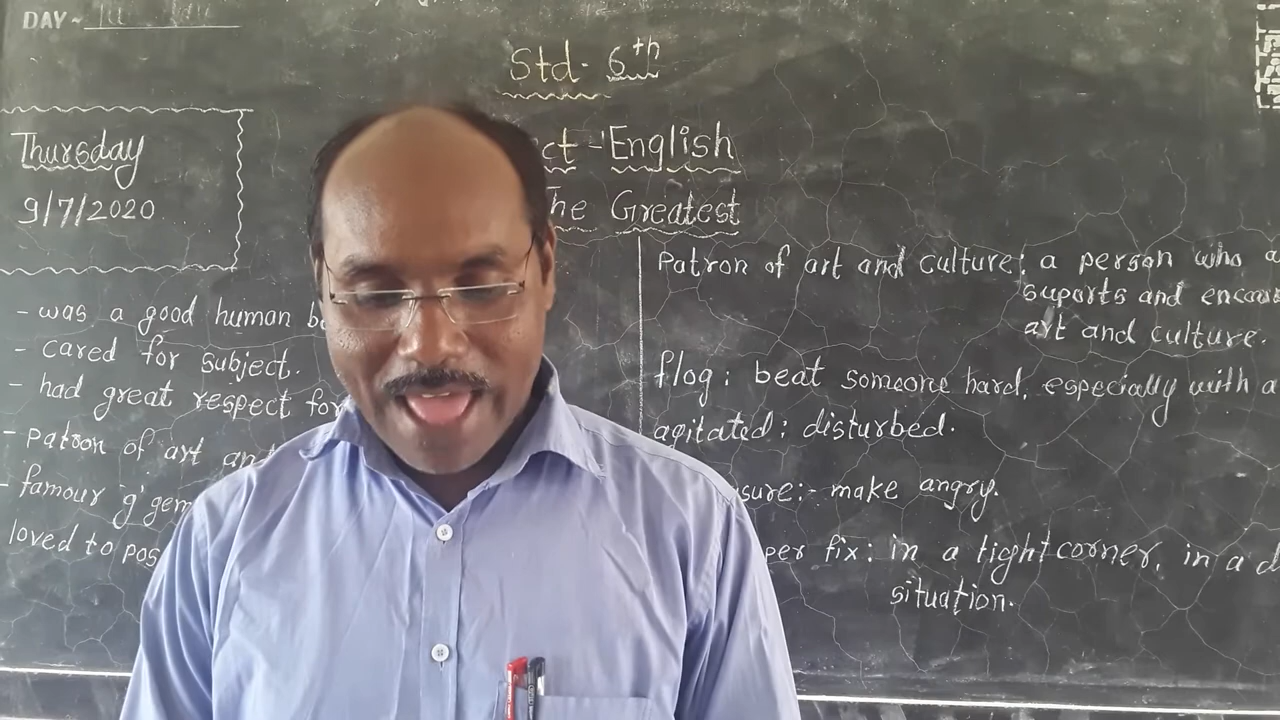 DAY -
Std - 6th
ct - English
he Greatest
Thursday
9/7/2020
- was a good human b
- cared for subject.
- had great respect for
- patron of art an
- famour 'g' gem
loved to pos
Patron of art and culture: a person who a
suports and encour
art and culture.
flog: beat someone hard, especially with a
agitated: disturbed.
sure:- make angry.
per fix: in a tight corner, in a d
situation.